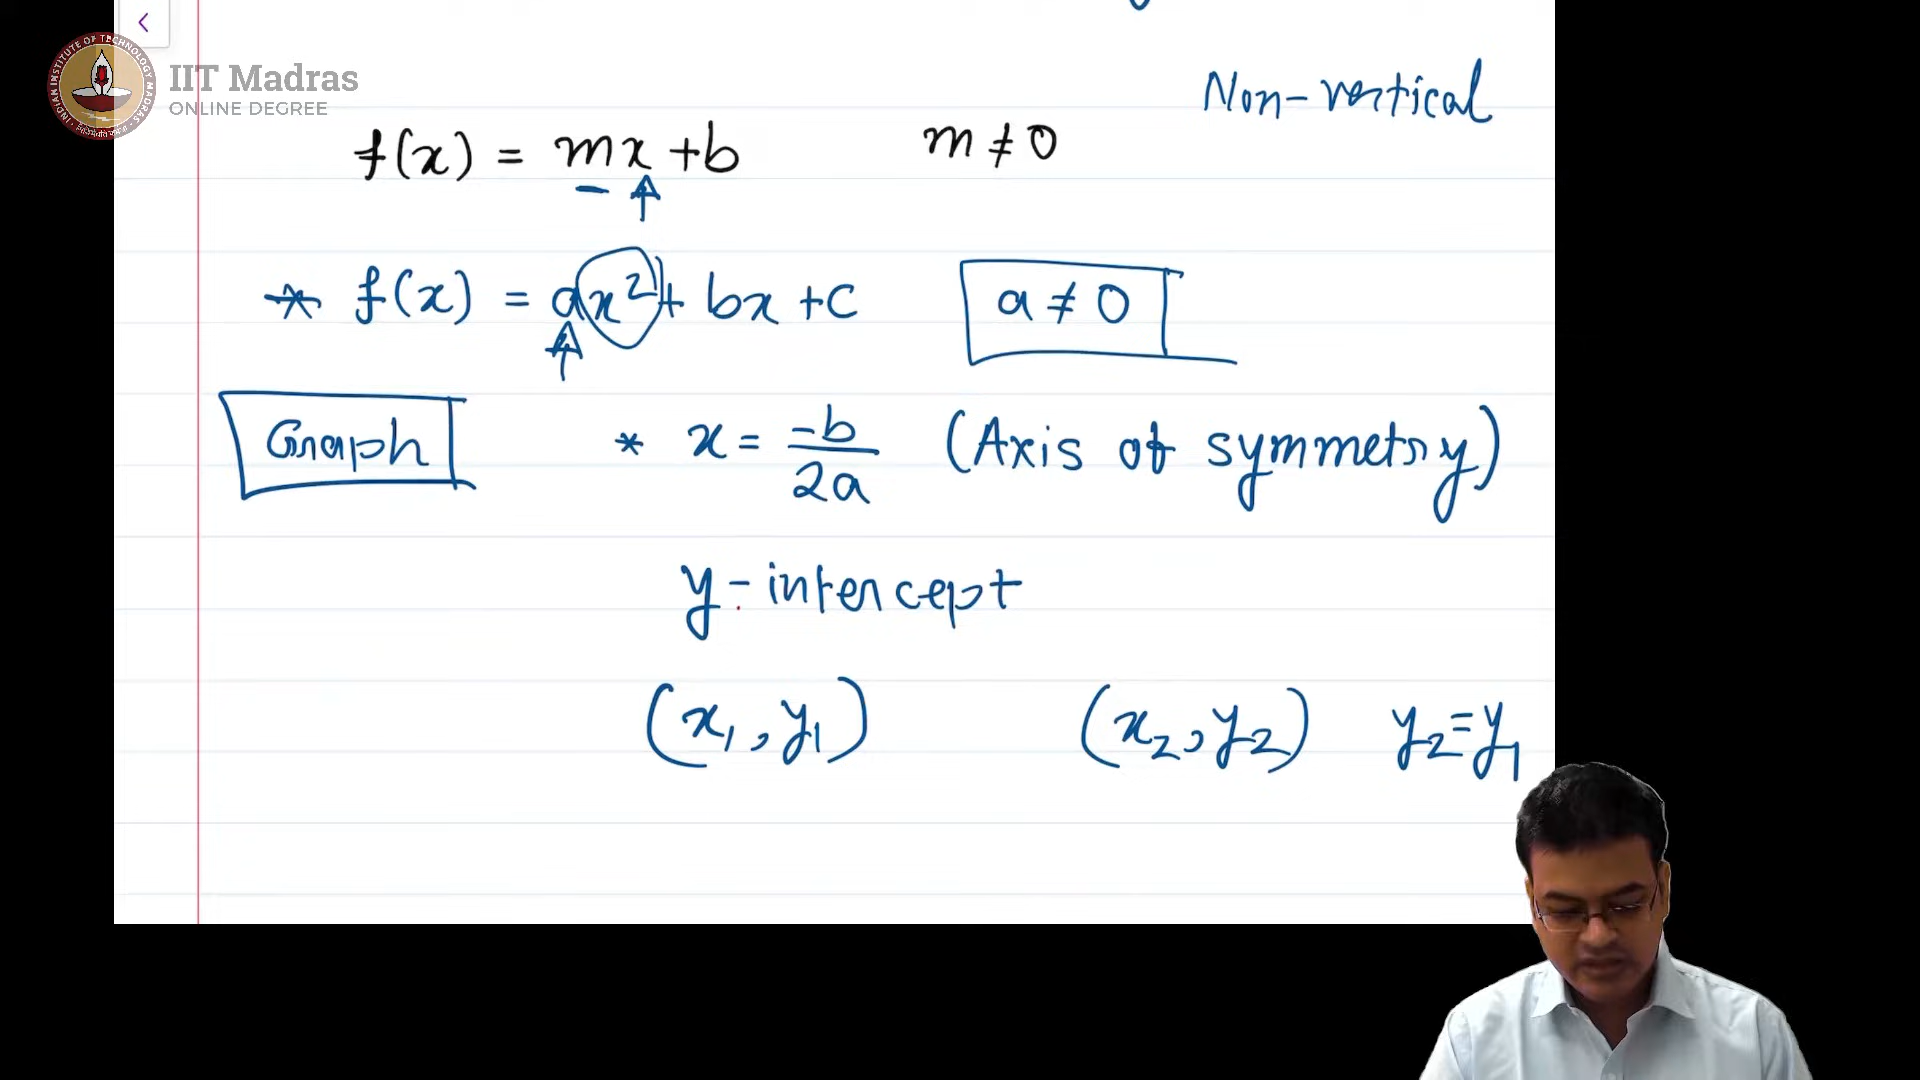 IIT Madras
ONLINE DEGREE
Non-vertical
f(x) = mx + b m ≠ 0
* f(x) = ax² + bx + c a ≠ 0
Graph * x = -b/2a (Axis of symmetry)
y-intercept
(x₁, y₁) (x₂, y₂) y₂ = y₁